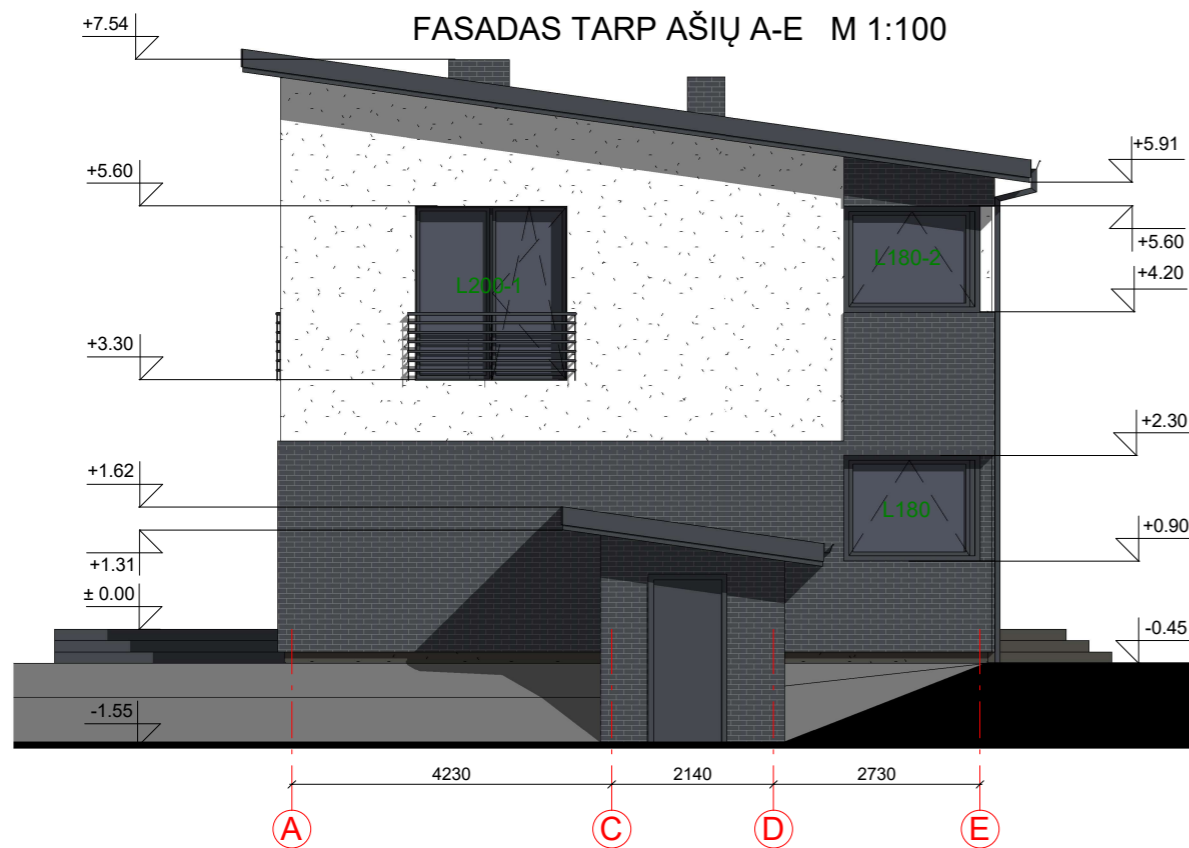 FASADAS TARP AŠIŲ A-E M 1:100
+7.54
+5.91
+5.60
+5.60
L200-1
L180-2
+4.20
+3.30
+2.30
+1.62
L180
+0.90
+1.31
± 0.00
-0.45
-1.55
4230
2140
2730
A
C
D
E